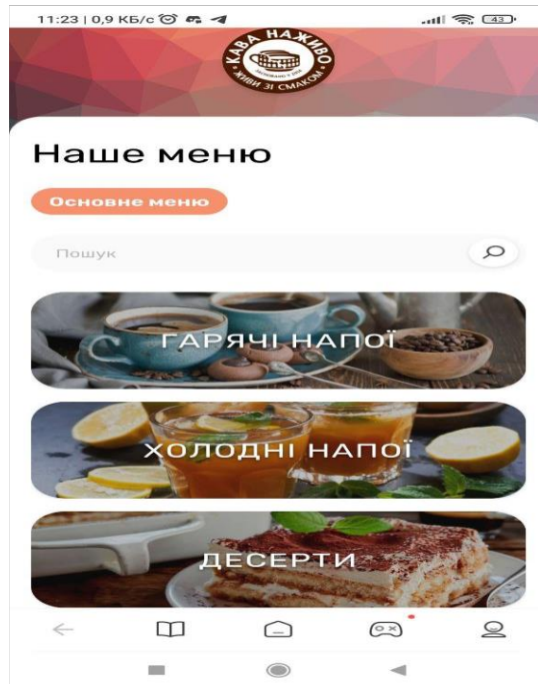 11:23 | 0,9 КБ/с
43
КАВА НАЖИВО
ЖИВИ ЗІ СМАКОМ
Наше меню
Основне меню
Пошук
ГАРЯЧІ НАПОЇ
ХОЛОДНІ НАПОЇ
ДЕСЕРТИ